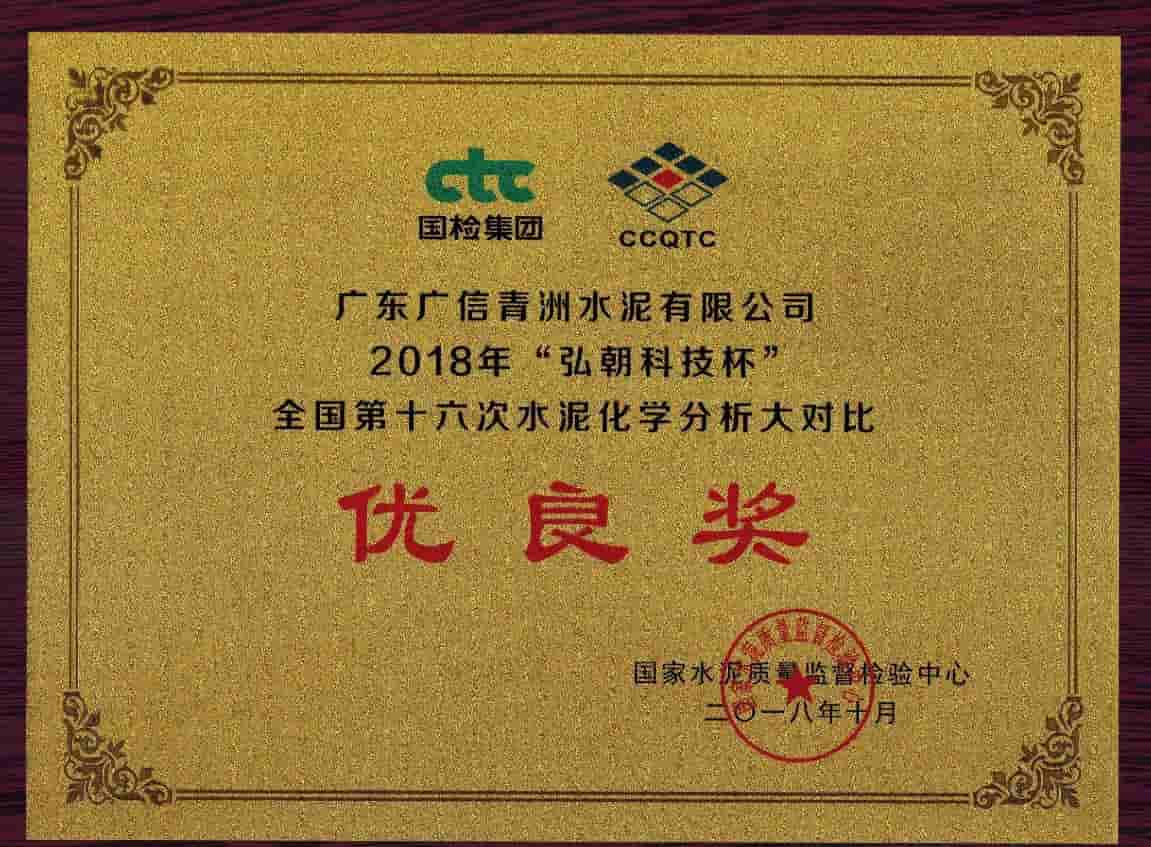 ctc
国检集团
CCQTC
广东广信青洲水泥有限公司
2018年“弘朝科技杯”
全国第十六次水泥化学分析大对比
优良奖
国家水泥质量监督检验中心
二〇一八年十月